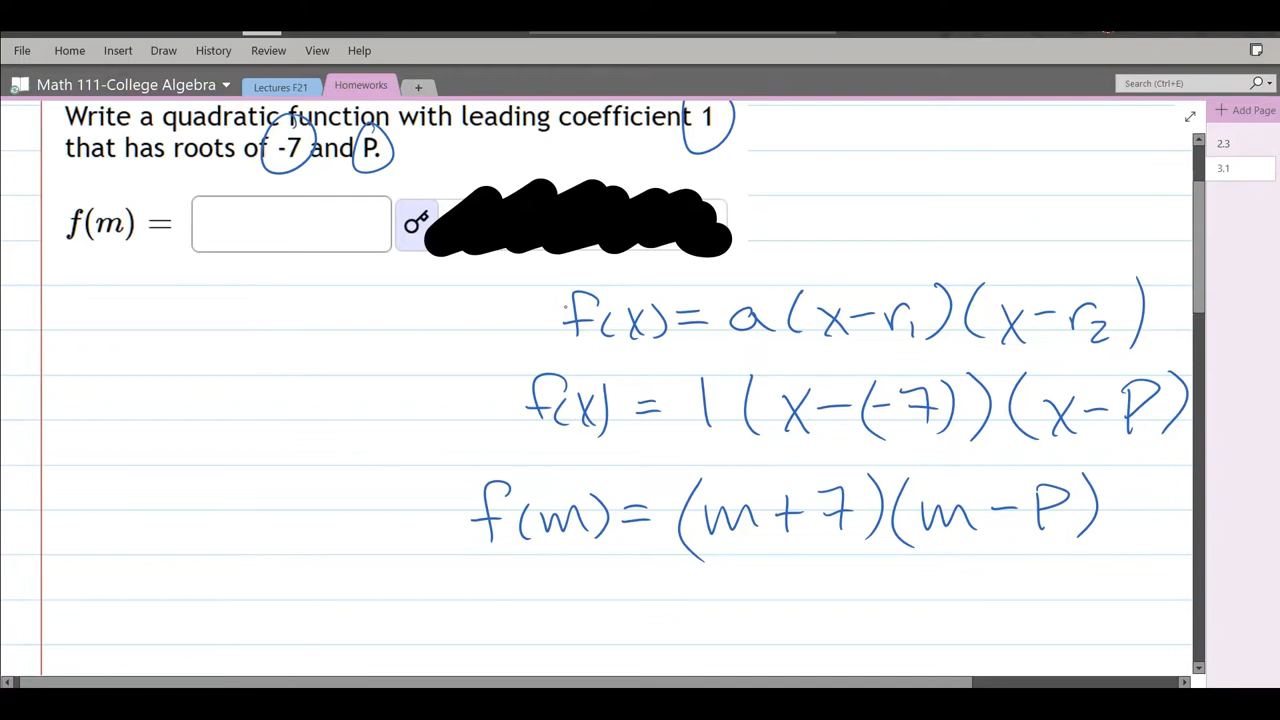 File Home Insert Draw History Review View Help
Math 111-College Algebra Lectures F21 Homeworks + Search (Ctrl+E)
Add Page
2.3
3.1
Write a quadratic function with leading coefficient 1
that has roots of -7 and P.
f(m) =
f(x) = a(x-r₁)(x-r₂)
f(x) = 1(x-(-7))(x-P)
f(m) = (m+7)(m-P)